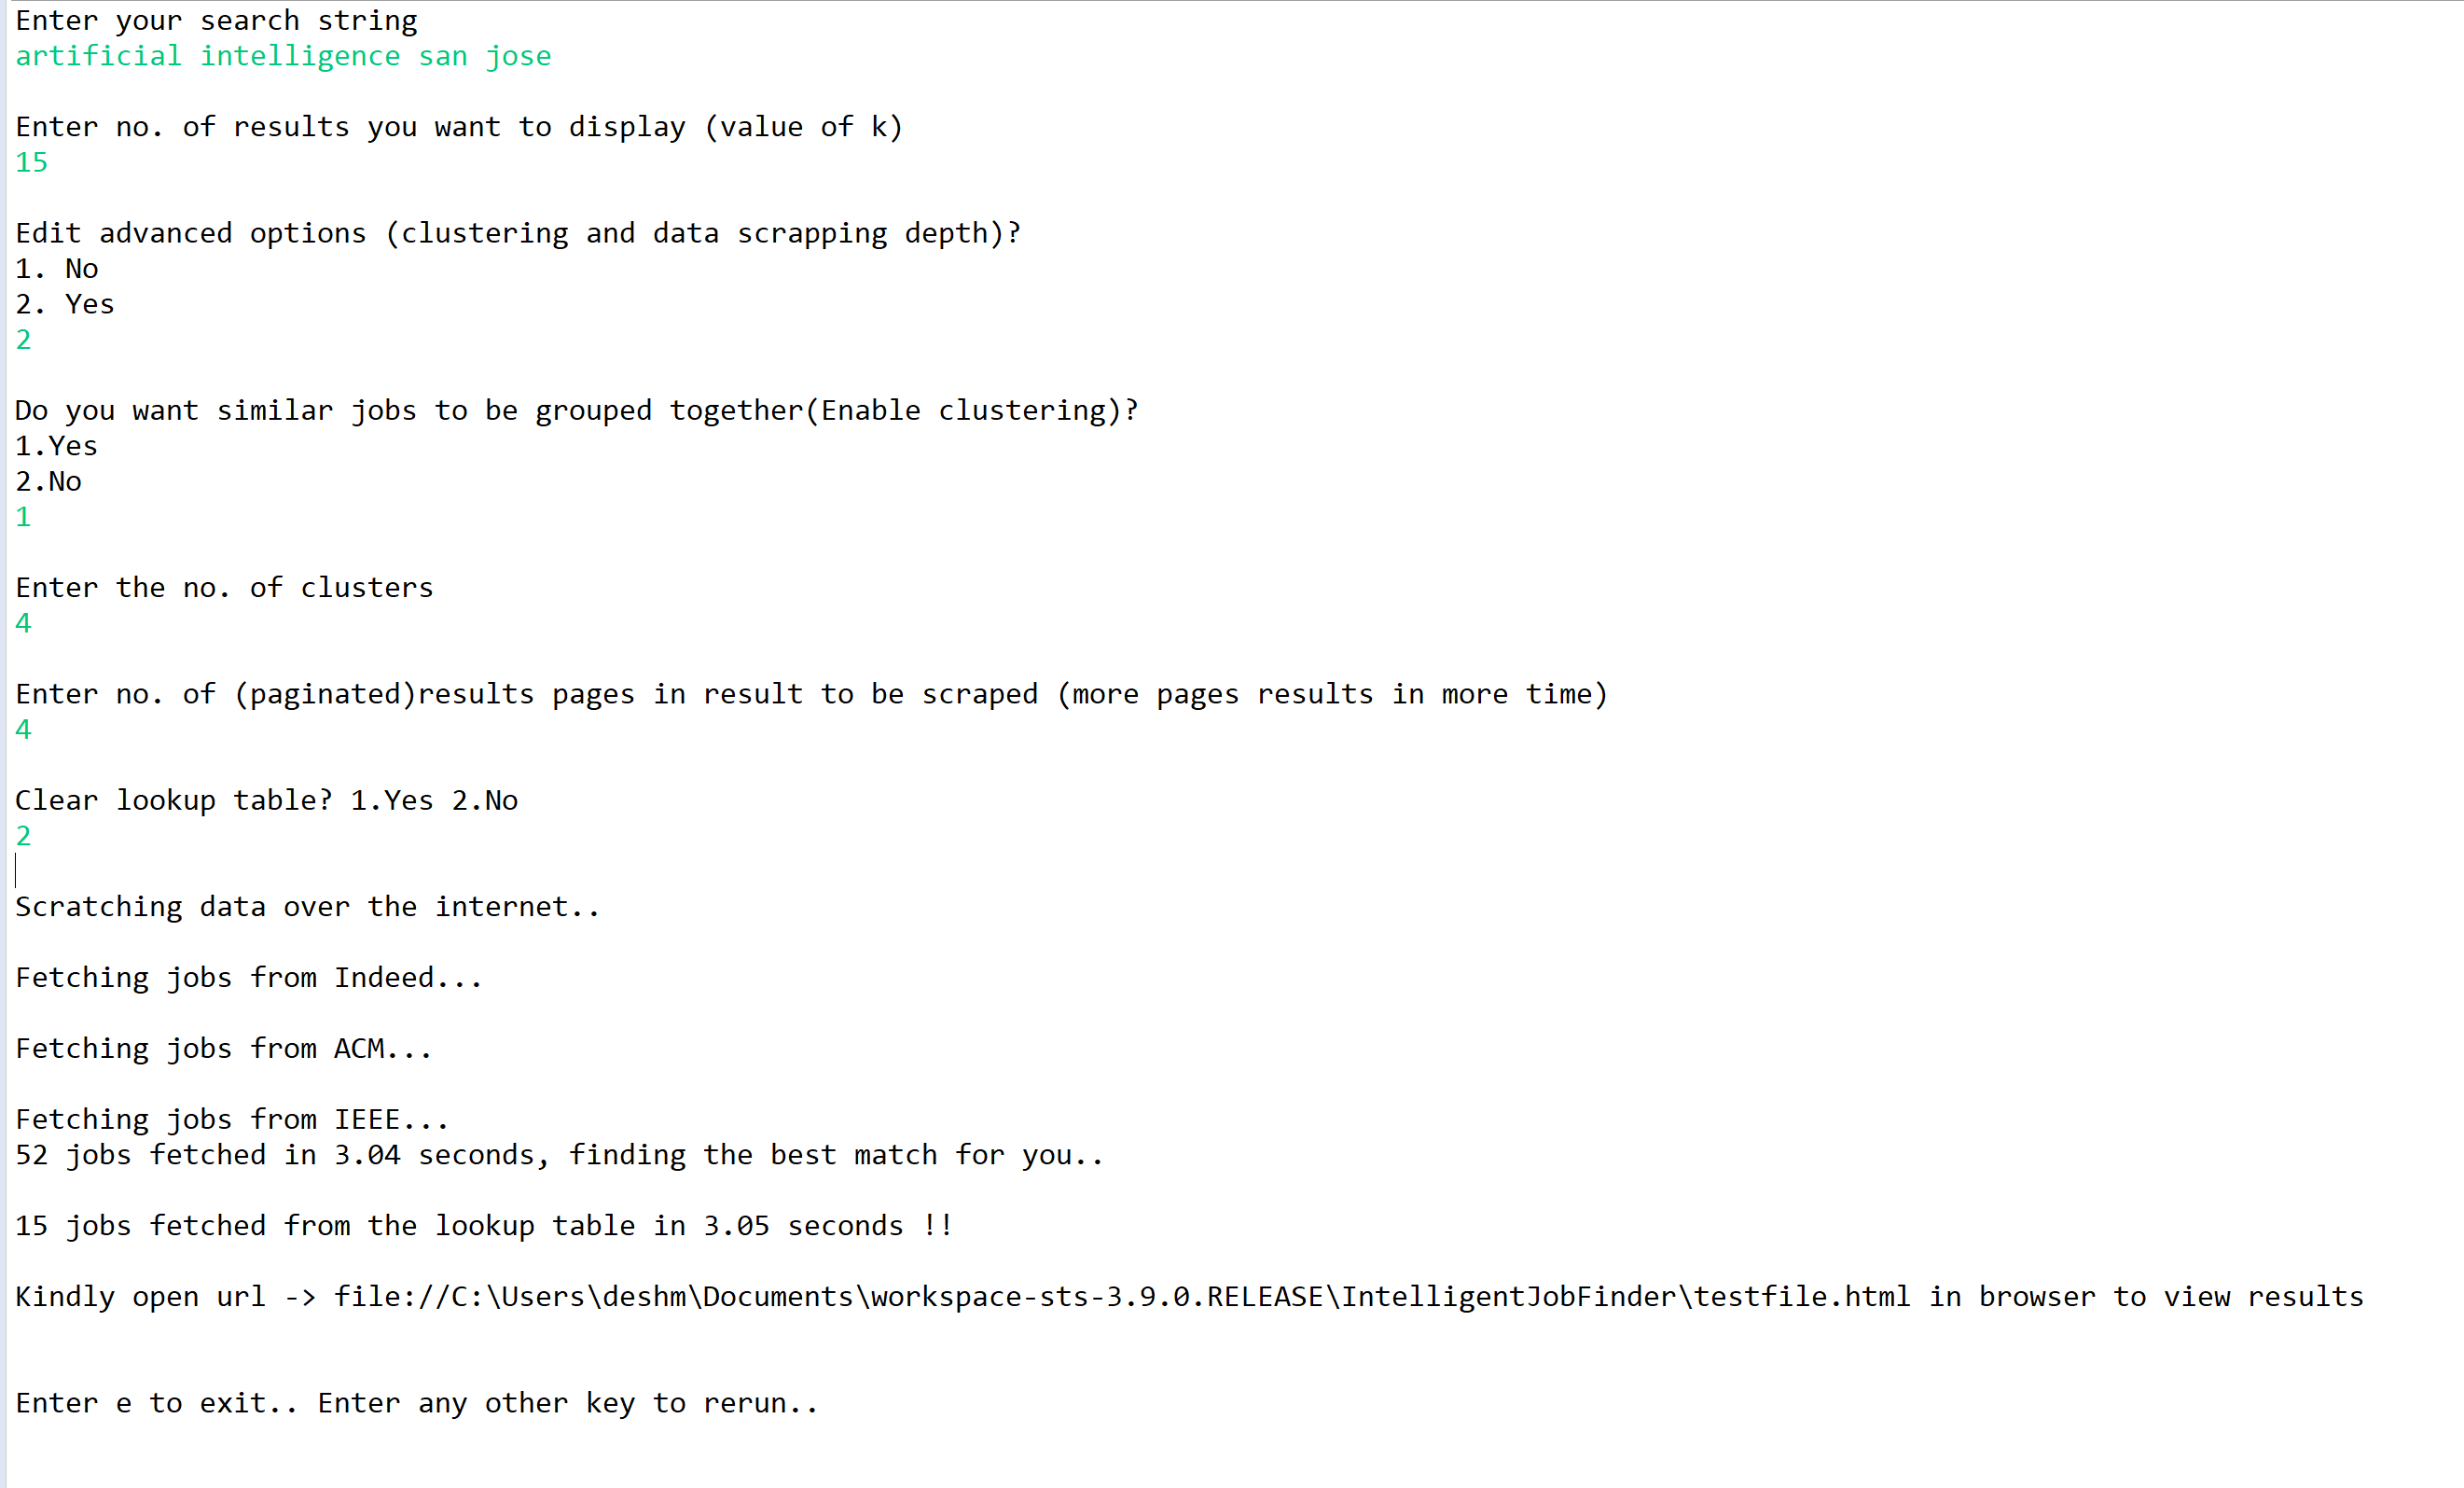 Enter your search string
artificial intelligence san jose
Enter no. of results you want to display (value of k)
15
Edit advanced options (clustering and data scrapping depth)?
1. No
2. Yes
2
Do you want similar jobs to be grouped together(Enable clustering)?
1.Yes
2.No
1
Enter the no. of clusters
4
Enter no. of (paginated)results pages in result to be scraped (more pages results in more time)
4
Clear lookup table? 1.Yes 2.No
2
Scratching data over the internet..
Fetching jobs from Indeed...
Fetching jobs from ACM...
Fetching jobs from IEEE...
52 jobs fetched in 3.04 seconds, finding the best match for you..
15 jobs fetched from the lookup table in 3.05 seconds !!
Kindly open url -> file://C:\Users\deshm\Documents\workspace-sts-3.9.0.RELEASE\IntelligentJobFinder\testfile.html in browser to view results
Enter e to exit.. Enter any other key to rerun..